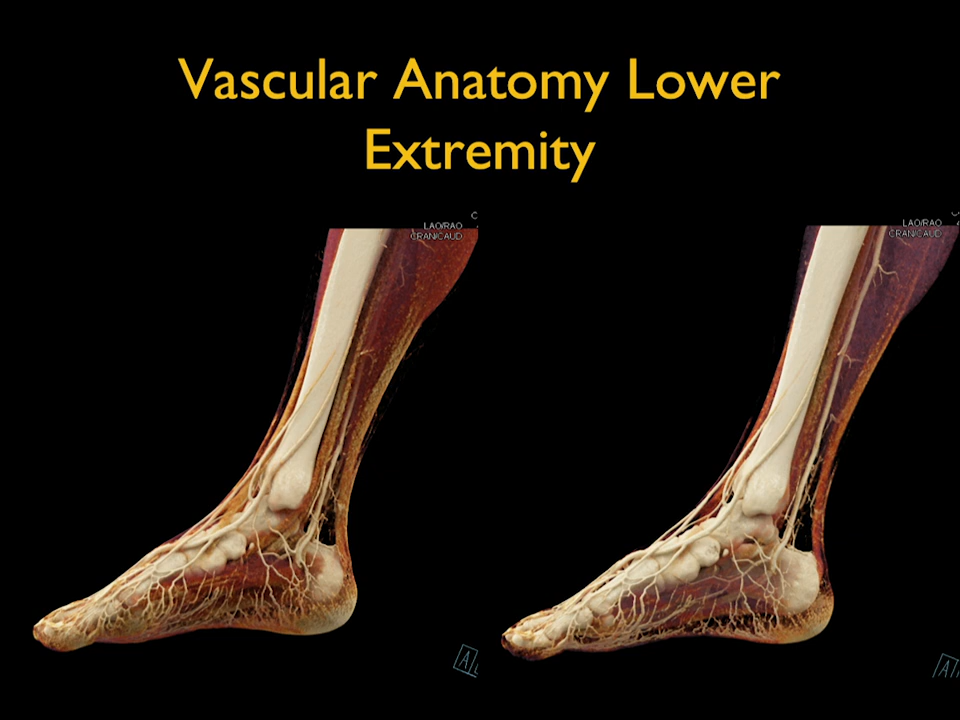 Vascular Anatomy Lower
Extremity
LAO/RAO
CRAN/CAUD
LAO/RAO
CRAN/CAUD
A
A